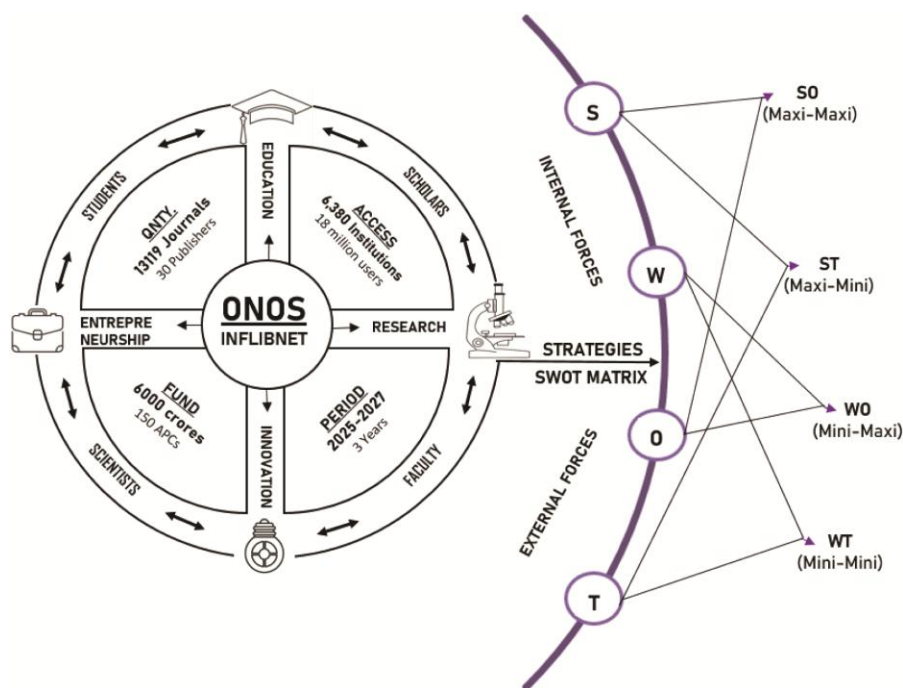 EDUCATION
STUDENTS
SCHOLARS
QNTY.
13119 Journals
30 Publishers
ACCESS
6,380 Institutions
18 million users
ONOS
INFLIBNET
ENTREPRE
NEURSHIP
RESEARCH
FUND
6000 crores
150 APCs
PERIOD
2025-2027
3 Years
INNOVATION
SCIENTISTS
FACULTY
STRATEGIES
SWOT MATRIX
INTERNAL FORCES
EXTERNAL FORCES
S
W
O
T
SO
(Maxi-Maxi)
ST
(Maxi-Mini)
WO
(Mini-Maxi)
WT
(Mini-Mini)